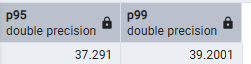 p95 p99
double precision double precision
37.291 39.2001